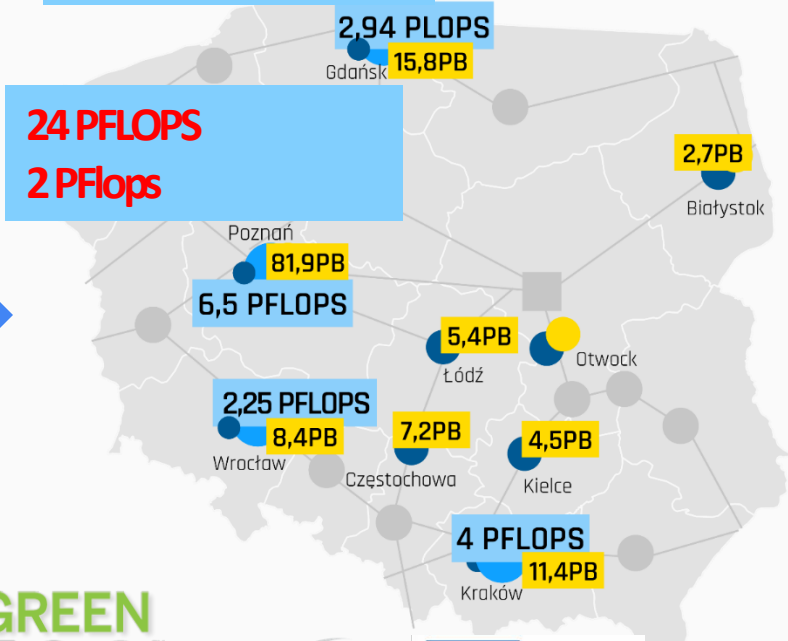 2,94 PLOPS
15,8PB
Gdańsk
24 PFLOPS
2 PFlops
2,7PB
Białystok
Poznań
81,9PB
6,5 PFLOPS
5,4PB
Łódź
Otwock
2,25 PFLOPS
8,4PB
Wrocław
7,2PB
Częstochowa
4,5PB
Kielce
4 PFLOPS
11,4PB
Kraków
GREEN